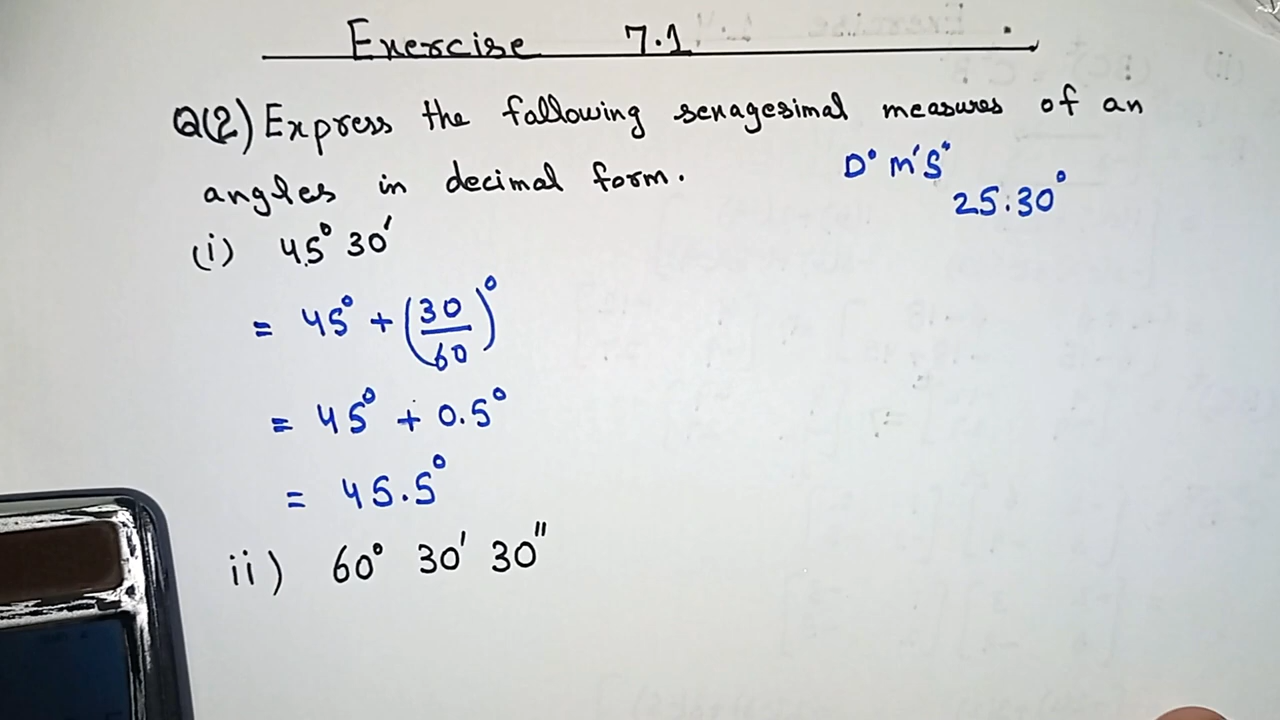 Exercise 7.1
Q(2) Express the fallowing sexagesimal measures of an
angles in decimal form.
D° M' S"
25:30°
(i) 45° 30'
= 45° + (30/60)°
= 45° + 0.5°
= 45.5°
ii) 60° 30' 30"